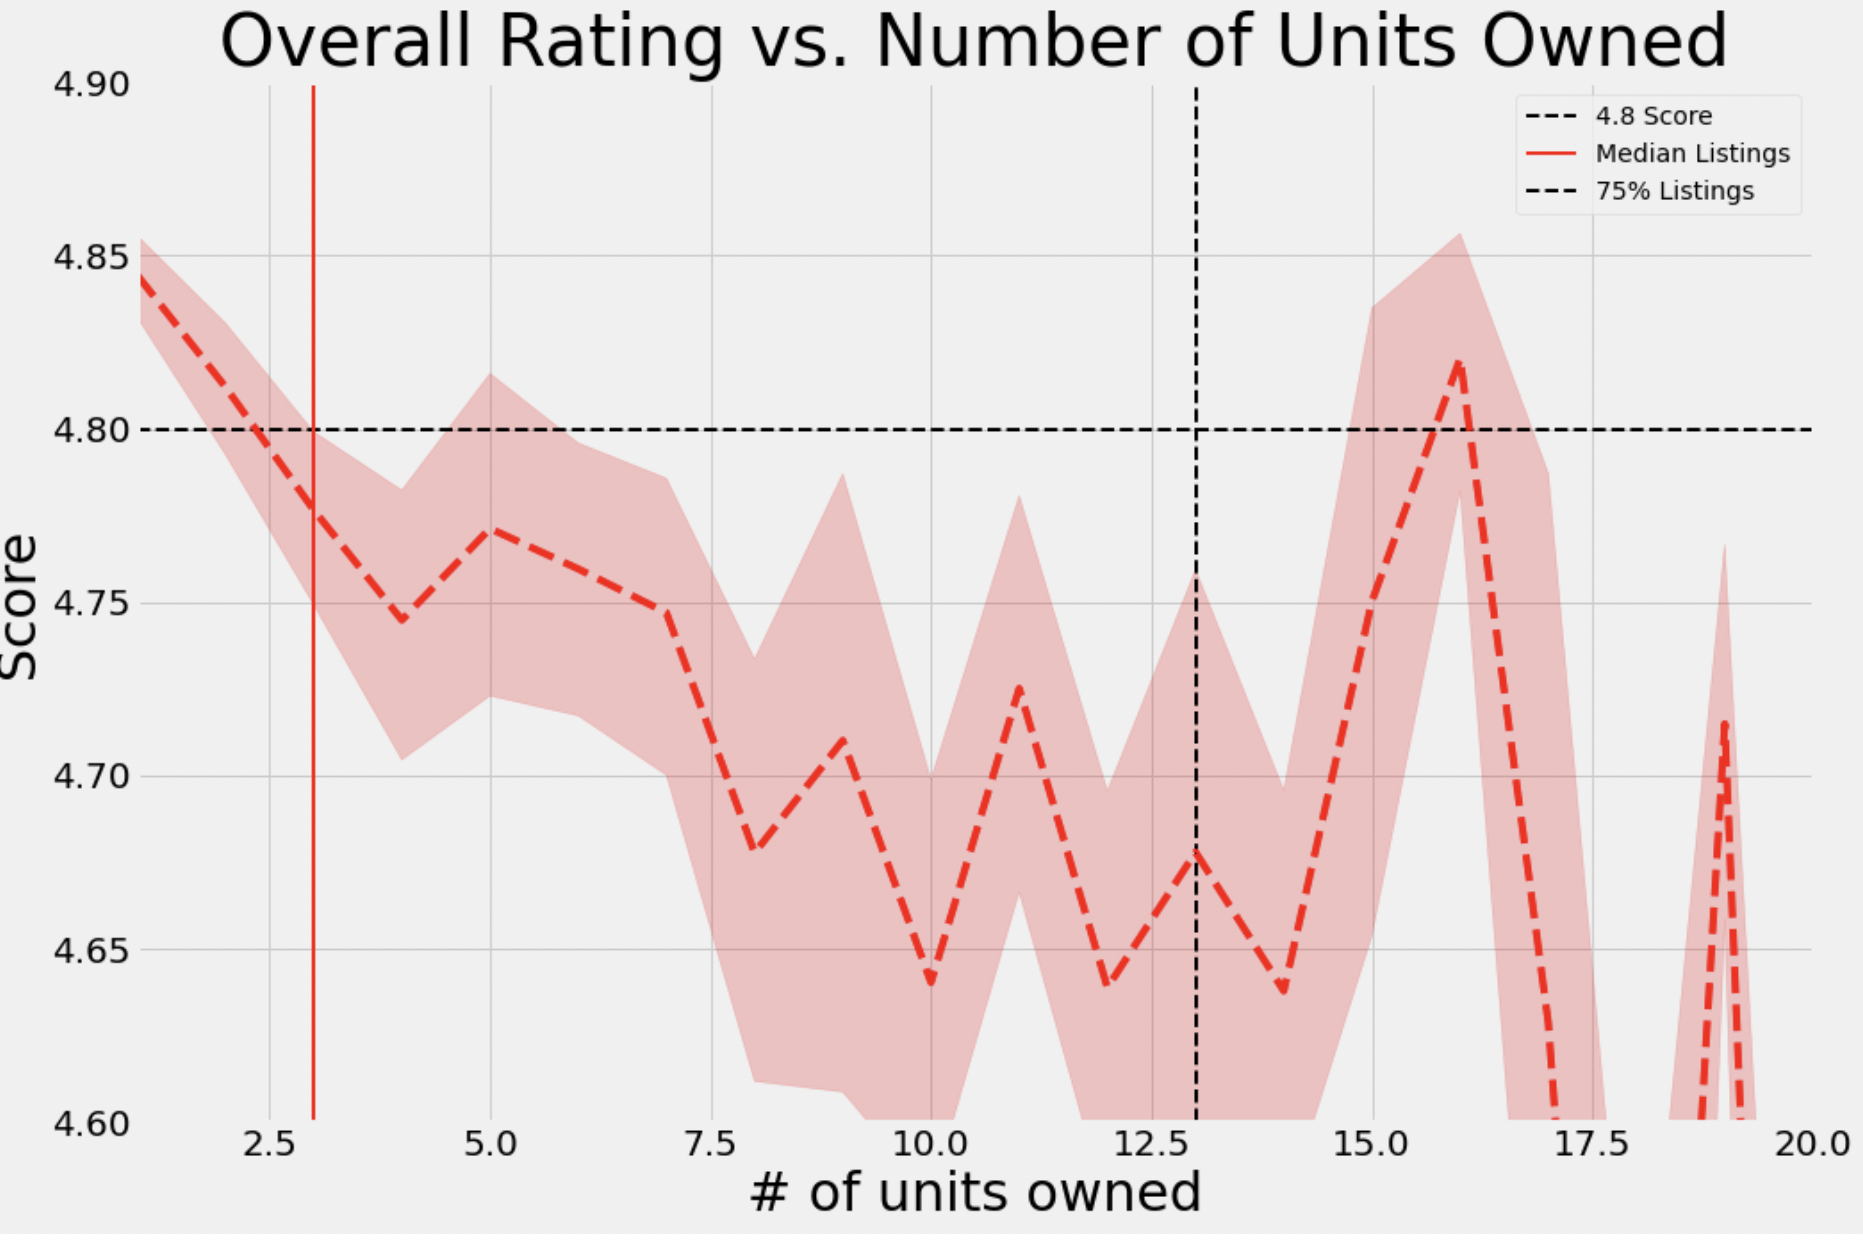 Overall Rating vs. Number of Units Owned
4.90
4.85
4.80
4.75
4.70
4.65
4.60
Score
4.8 Score
Median Listings
75% Listings
2.5 5.0 7.5 10.0 12.5 15.0 17.5 20.0
# of units owned